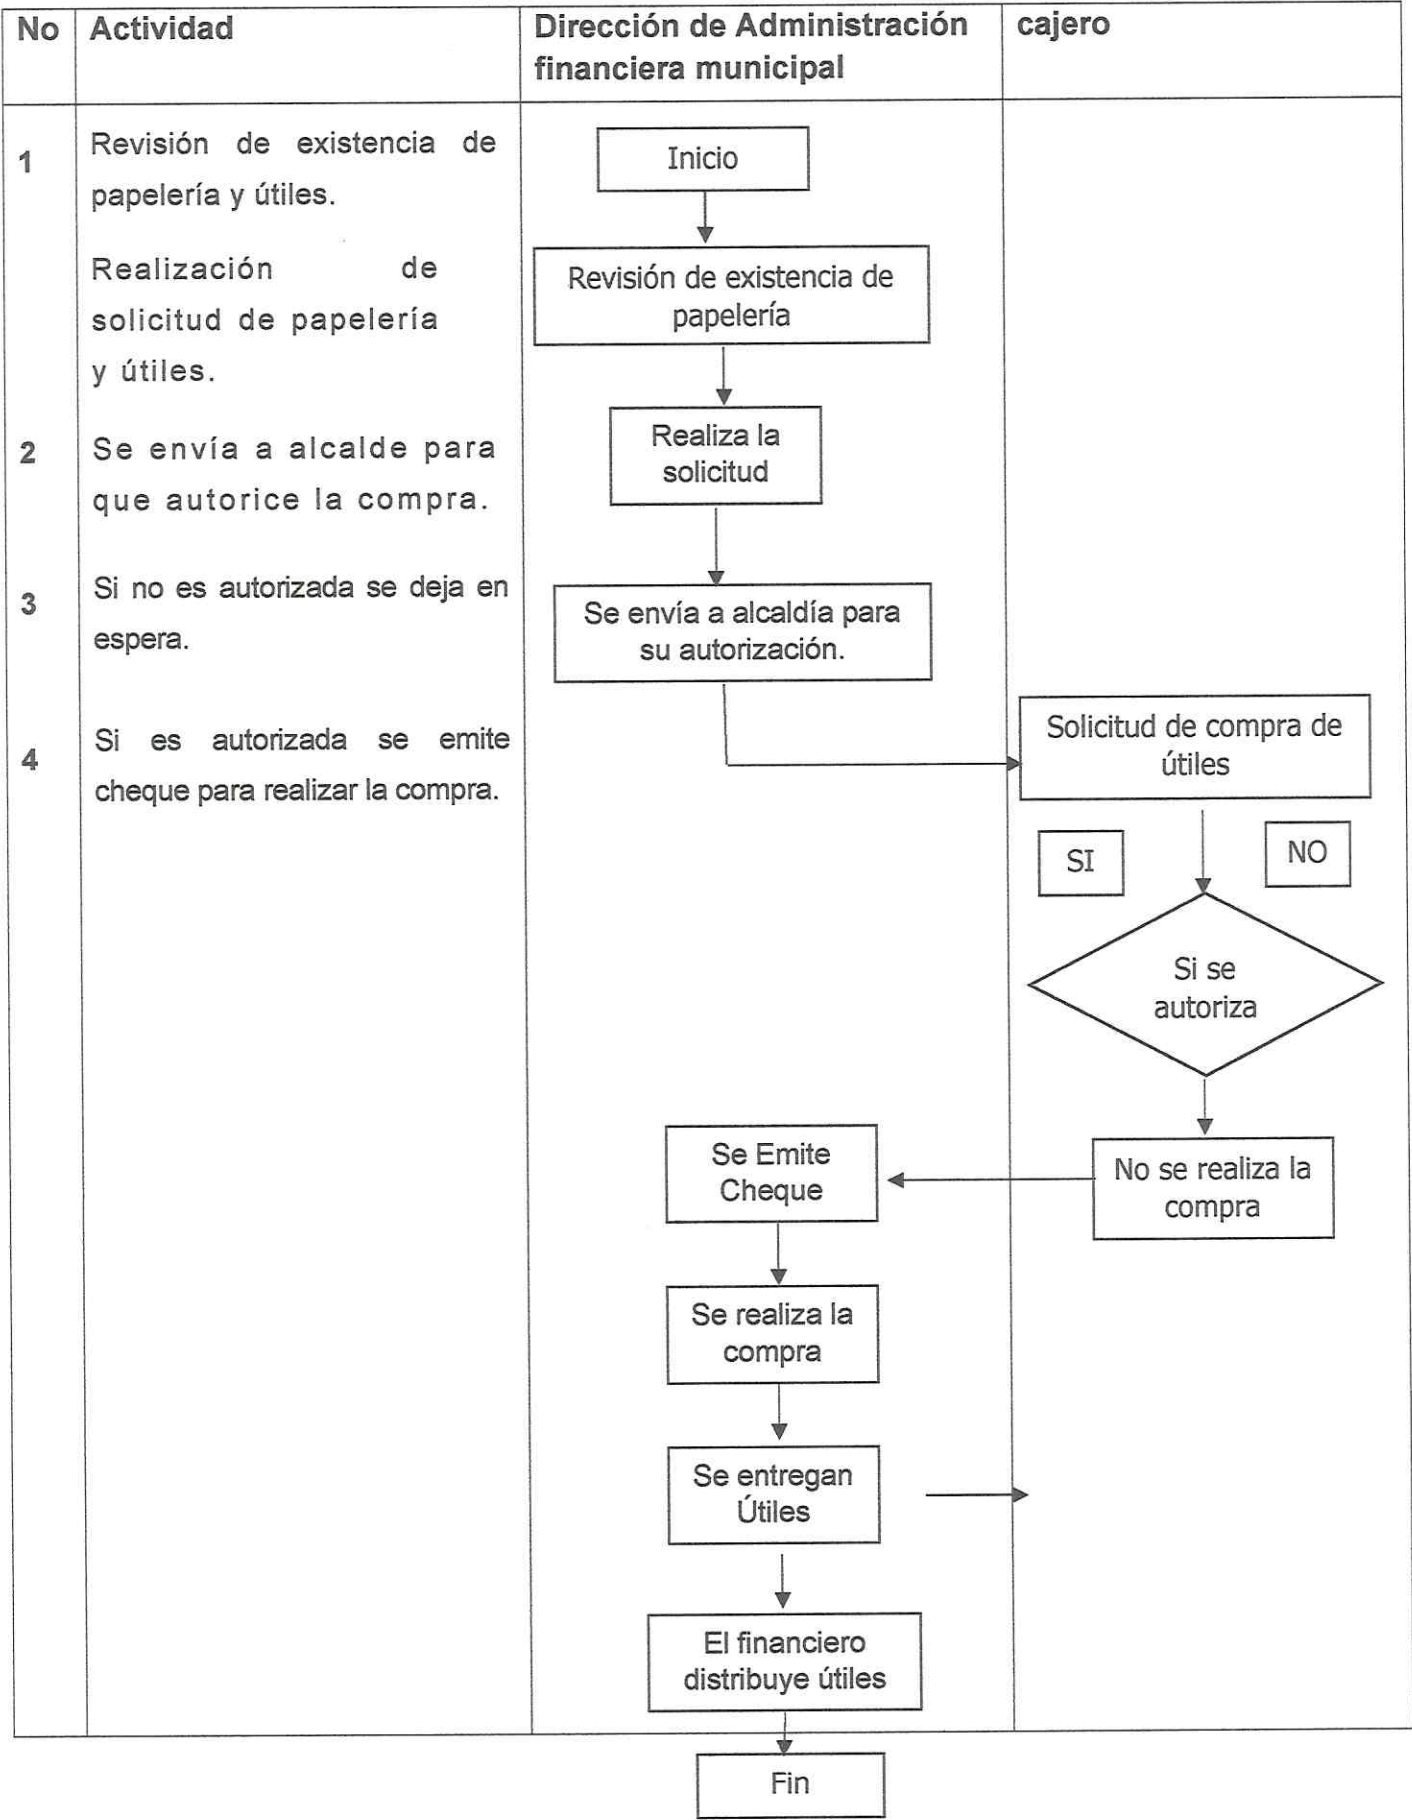 No
Actividad
Dirección de Administración
financiera municipal
cajero
1
Revisión de existencia de
papelería y útiles.
Realización de
solicitud de papelería
y útiles.
2
Se envía a alcalde para
que autorice la compra.
3
Si no es autorizada se deja en
espera.
4
Si es autorizada se emite
cheque para realizar la compra.
Inicio
Revisión de existencia de
papelería
Realiza la
solicitud
Se envía a alcaldía para
su autorización.
Solicitud de compra de
útiles
SI
NO
Si se
autoriza
No se realiza la
compra
Se Emite
Cheque
Se realiza la
compra
Se entregan
Útiles
El financiero
distribuye útiles
Fin